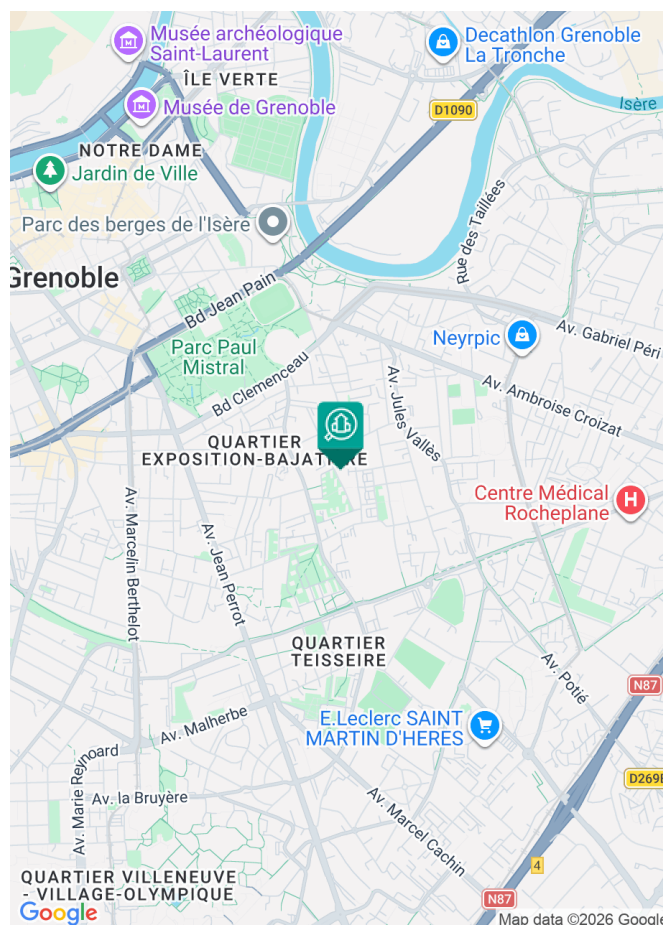 Musée archéologique
Saint-Laurent
Decathlon Grenoble
La Tronche
ÎLE VERTE
Isère
Musée de Grenoble
D1090
NOTRE DAME
Jardin de Ville
Rue des Taillées
Parc des berges de l'Isère
Grenoble
Bd Jean Pain
Neyrpic
Av. Gabriel Péri
Parc Paul
Mistral
Bd Clemenceau
Av. Jules Vallès
Av. Ambroise Croizat
QUARTIER
EXPOSITION-BAJATIÈRE
Centre Médical
Rocheplane
H
Av. Marcelin Berthelot
Av. Jean Perrot
QUARTIER
TEISSEIRE
Av. Potié
N87
E.Leclerc SAINT
MARTIN D'HERES
Av. Malherbe
Av. Marie Reynoard
D269B
Av. la Bruyère
Av. Marcel Cachin
4
QUARTIER VILLENEUVE
- VILLAGE-OLYMPIQUE
N87
Google
Map data ©2026 Google